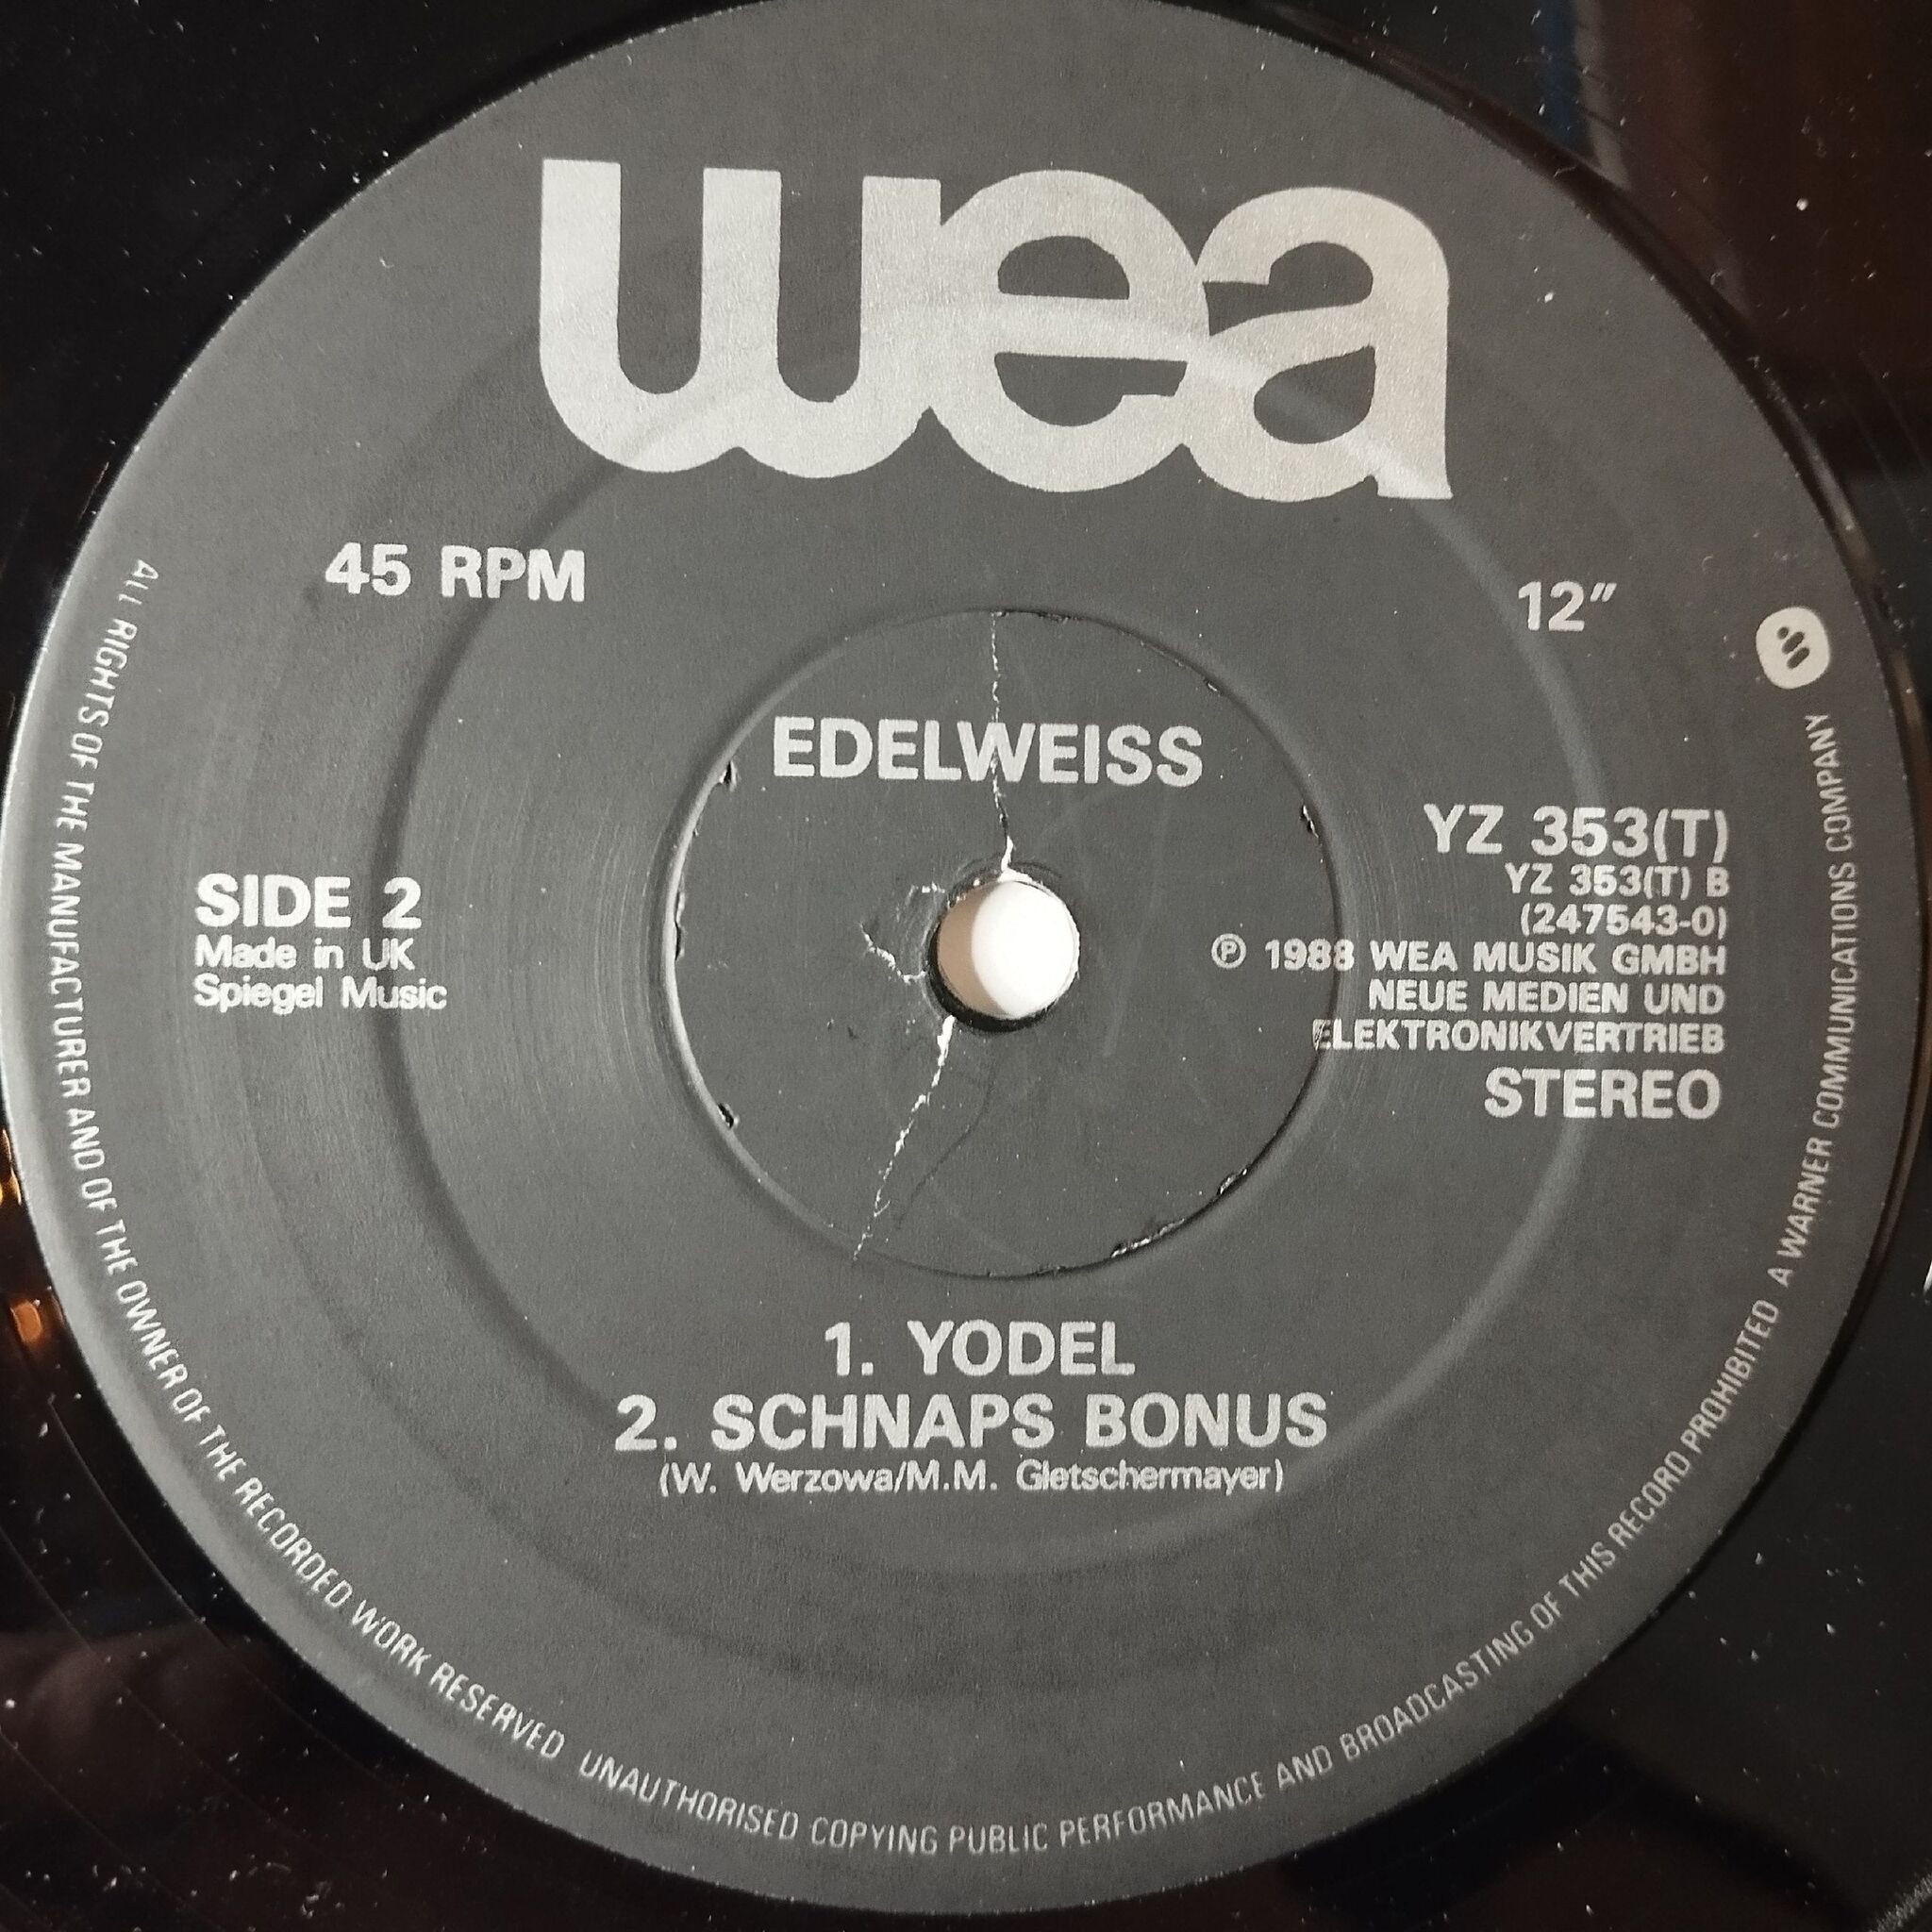 wea
45 RPM
12"
EDELWEISS
SIDE 2
Made in UK
Spiegel Music
YZ 353(T)
YZ 353(T) B
(247543-0)
℗ 1988 WEA MUSIK GMBH
NEUE MEDIEN UND
ELEKTRONIKVERTRIEB
STEREO
1. YODEL
2. SCHNAPS BONUS
(W. Werzowa/M.M. Gletschermayer)
ALL RIGHTS OF THE MANUFACTURER AND OF THE OWNER OF THE RECORDED WORK RESERVED UNAUTHORISED COPYING PUBLIC PERFORMANCE AND BROADCASTING OF THIS RECORD PROHIBITED A WARNER COMMUNICATIONS COMPANY